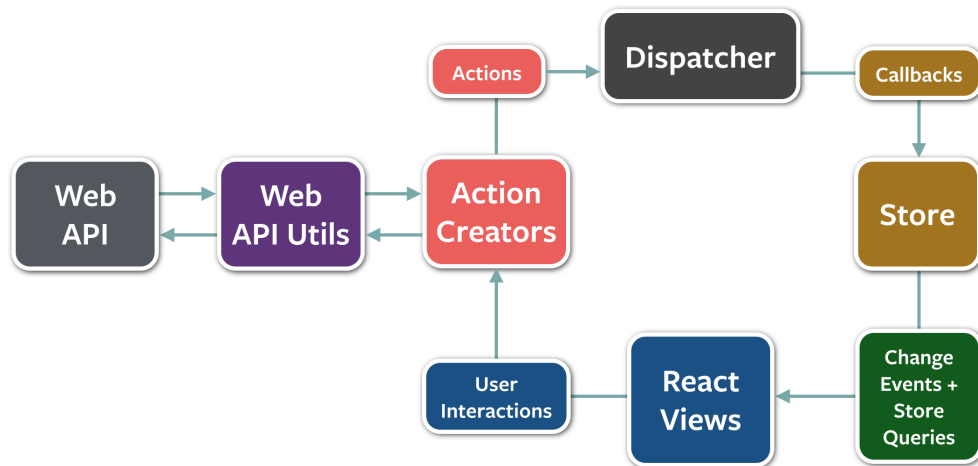 Actions
Dispatcher
Callbacks
Web
API
Web
API Utils
Action
Creators
Store
User
Interactions
React
Views
Change
Events +
Store
Queries